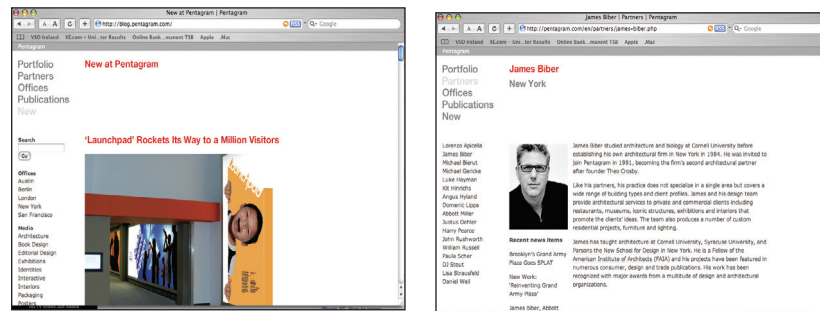 New at Pentagram | Pentagram
A A C + http://blog.pentagram.com/ RSS Q- Google
VSO Ireland XE.com - Uni...ter Results Online Bank...manent TSB Apple .Mac
Pentagram
Portfolio
Partners
Offices
Publications
New
New at Pentagram
Search
Go
Offices
Austin
Berlin
London
New York
San Francisco
Media
Architecture
Book Design
Editorial Design
Exhibitions
Identities
Interactive
Interiors
Packaging
Posters
'Launchpad' Rockets Its Way to a Million Visitors
launchpad
James Biber | Partners | Pentagram
A A C + http://pentagram.com/en/partners/james-biber.php RSS Q- Google
VSO Ireland XE.com - Uni...ter Results Online Bank...manent TSB Apple .Mac
Pentagram
Portfolio
Partners
Offices
Publications
New
James Biber
New York
Lorenzo Apicella
James Biber
Michael Bierut
Michael Gericke
Luke Hayman
Kit Hinrichs
Angus Hyland
Domenic Lippa
Abbott Miller
Justus Oehler
Harry Pearce
John Rushworth
William Russell
Paula Scher
DJ Stout
Lisa Strausfeld
Daniel Weil
Recent news items
Brooklyn's Grand Army
Plaza Goes SPLAT
New Work:
'Reinventing Grand
Army Plaza'
James Biber, Abbott
James Biber studied architecture and biology at Cornell University before
establishing his own architectural firm in New York in 1984. He was invited to
join Pentagram in 1991, becoming the firm's second architectural partner
after founder Theo Crosby.
Like his partners, his practice does not specialize in a single area but covers a
wide range of building types and client profiles. James and his design team
provide architectural services to private and commercial clients including
restaurants, museums, iconic structures, exhibitions and interiors that
promote the clients' ideas. The team also produces a number of custom
residential projects, furniture and lighting.
James has taught architecture at Cornell University, Syracuse University, and
Parsons the New School for Design in New York. He is a Fellow of the
American Institute of Architects (FAIA) and his projects have been featured in
numerous consumer, design and trade publications. His work has been
recognized with major awards from a multitude of design and architectural
organizations.